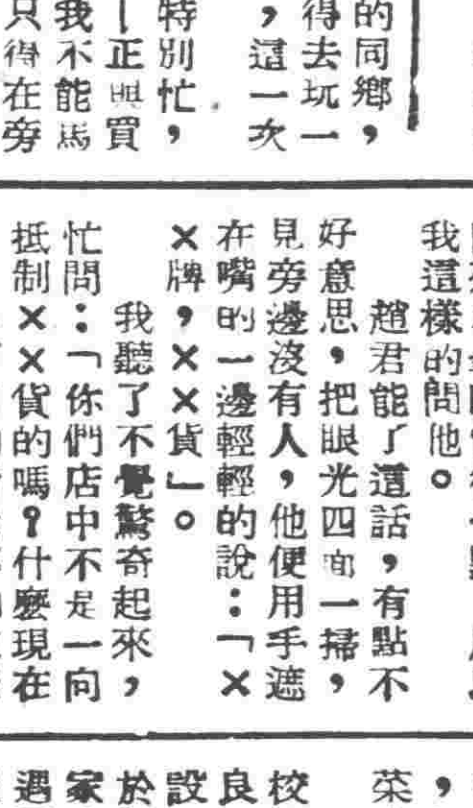 的同鄉，
得去玩一
，這一次
特別忙，
正與買
我不能馬
只得在旁
我這樣的問他。
趙君能了這話，有點不
好意思，把眼光四面一掃，
見旁邊沒有人，他便用手遮
在嘴的一邊輕輕的說：「×
×牌，××貨」。
我聽了不覺驚奇起來，
忙問：「你們店中不是一向
抵制××貨的嗎？什麼現在
，
菜
校
良
設
於
家
遇